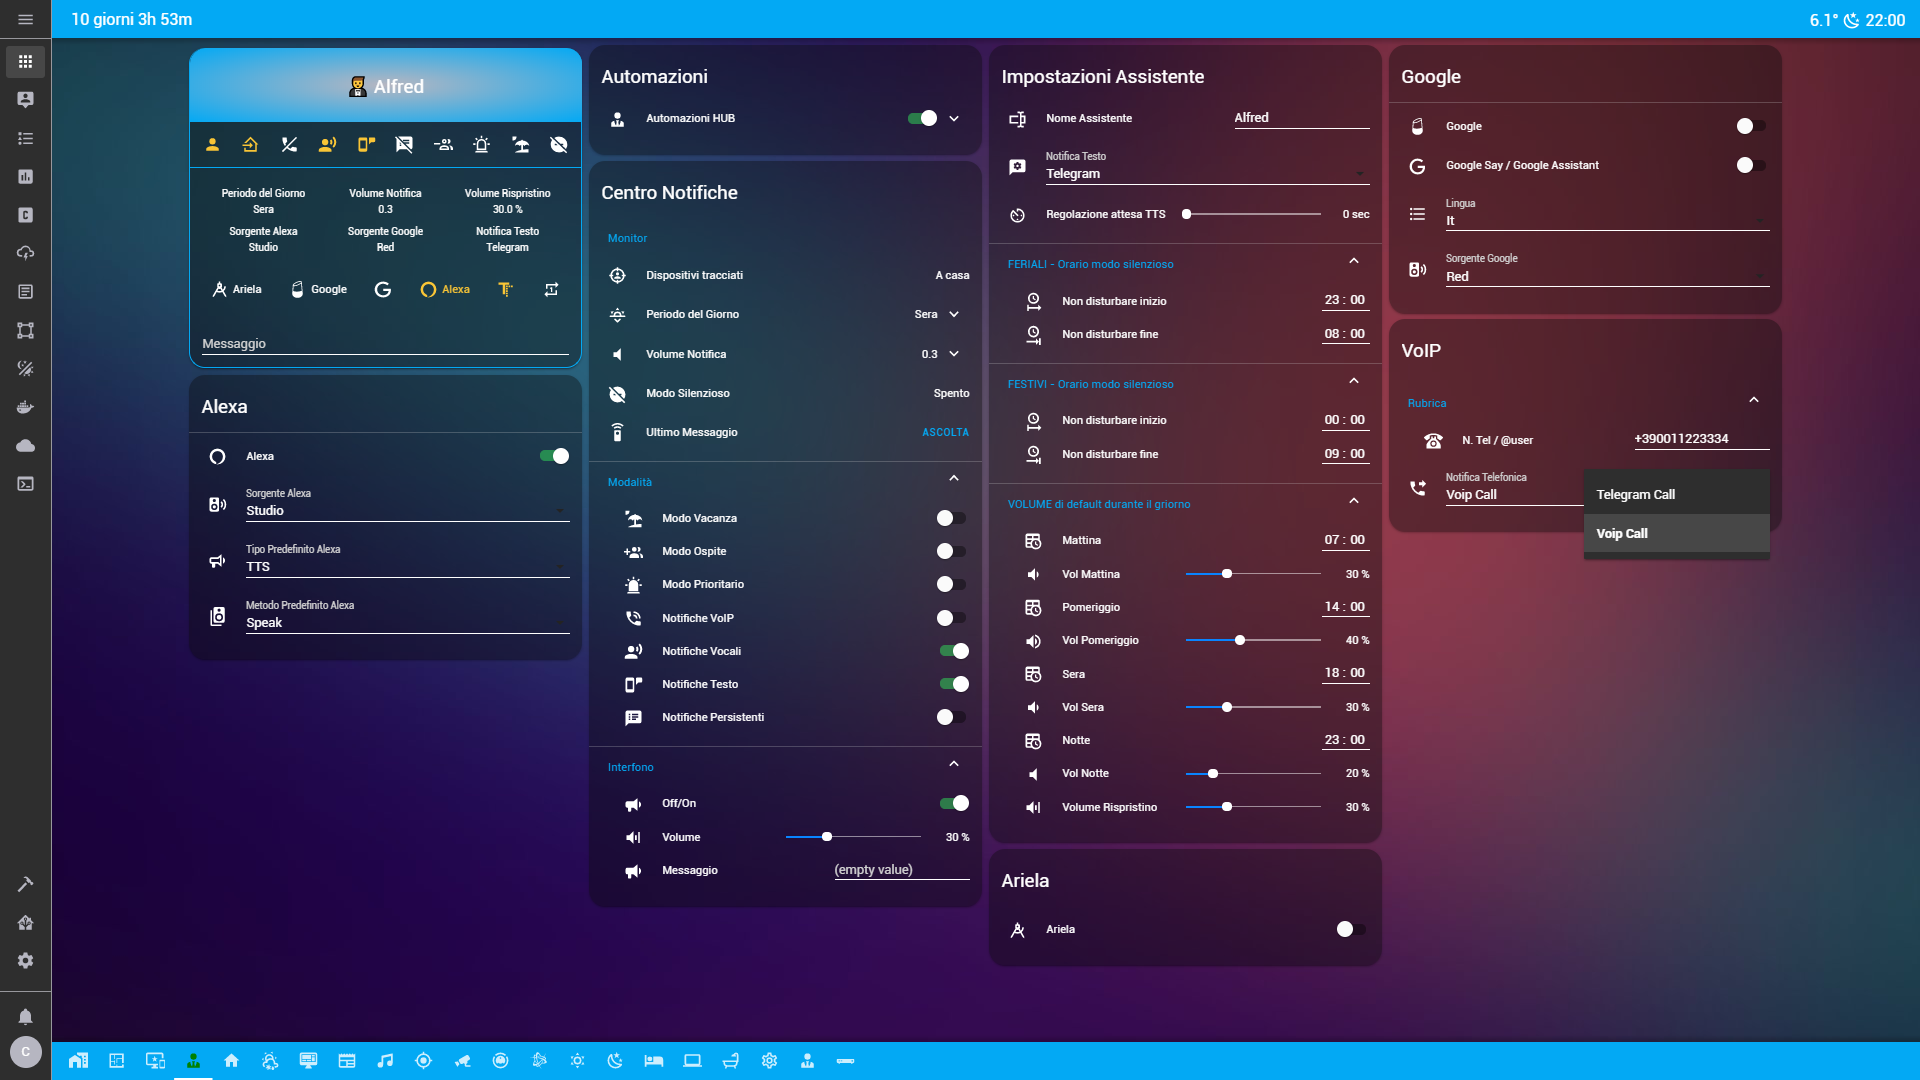 10 giorni 3h 53m
6.1° 22:00
Alfred
Periodo del Giorno
Sera
Volume Notifica
0.3
Volume Rispristino
30.0 %
Sorgente Alexa
Studio
Sorgente Google
Red
Notifica Testo
Telegram
Ariela
Google
Alexa
Messaggio
Alexa
Alexa
Sorgente Alexa
Studio
Tipo Predefinito Alexa
TTS
Metodo Predefinito Alexa
Speak
Automazioni
Automazioni HUB
Centro Notifiche
Monitor
Dispositivi tracciati A casa
Periodo del Giorno Sera
Volume Notifica 0.3
Modo Silenzioso Spento
Ultimo Messaggio ASCOLTA
Modalità
Modo Vacanza
Modo Ospite
Modo Prioritario
Notifiche VoIP
Notifiche Vocali
Notifiche Testo
Notifiche Persistenti
Interfono
Off/On
Volume 30 %
Messaggio (empty value)
Impostazioni Assistente
Nome Assistente Alfred
Notifica Testo
Telegram
Regolazione attesa TTS 0 sec
FERIALI - Orario modo silenzioso
Non disturbare inizio 23 : 00
Non disturbare fine 08 : 00
FESTIVI - Orario modo silenzioso
Non disturbare inizio 00 : 00
Non disturbare fine 09 : 00
VOLUME di default durante il griorno
Mattina 07 : 00
Vol Mattina 30 %
Pomeriggio 14 : 00
Vol Pomeriggio 40 %
Sera 18 : 00
Vol Sera 30 %
Notte 23 : 00
Vol Notte 20 %
Volume Rispristino 30 %
Ariela
Ariela
Google
Google
Google Say / Google Assistant
Lingua
It
Sorgente Google
Red
VoIP
Rubrica
N. Tel / @user +390011223334
Notifica Telefonica
Voip Call
Telegram Call
Voip Call
C